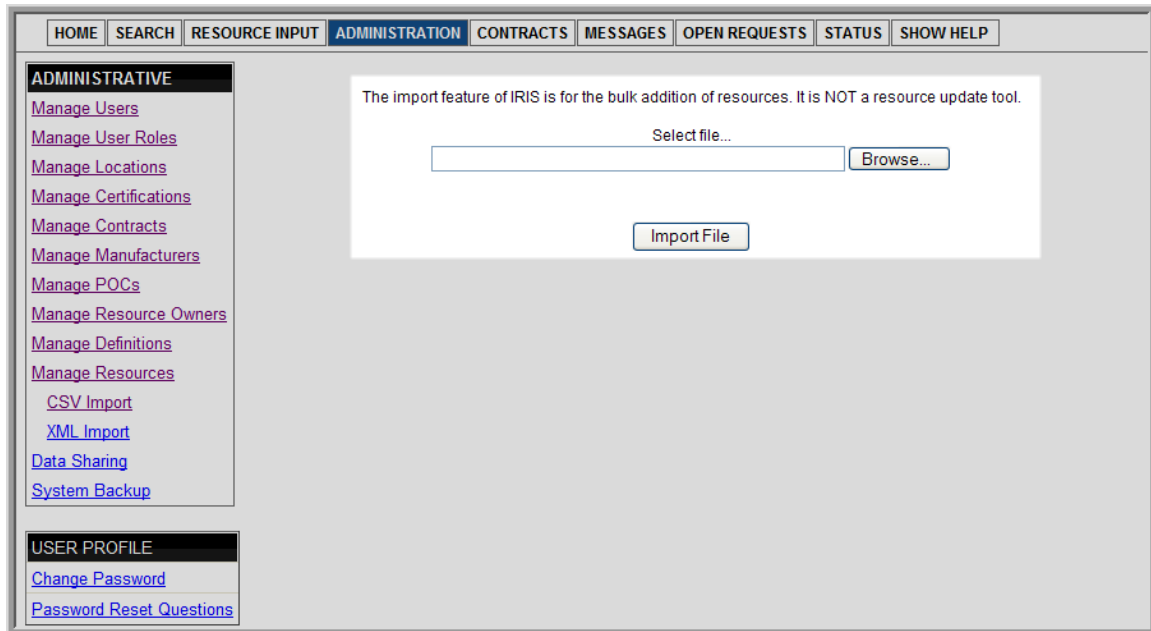 HOME SEARCH RESOURCE INPUT ADMINISTRATION CONTRACTS MESSAGES OPEN REQUESTS STATUS SHOW HELP
ADMINISTRATIVE
Manage Users
Manage User Roles
Manage Locations
Manage Certifications
Manage Contracts
Manage Manufacturers
Manage POCs
Manage Resource Owners
Manage Definitions
Manage Resources
CSV Import
XML Import
Data Sharing
System Backup
USER PROFILE
Change Password
Password Reset Questions
The import feature of IRIS is for the bulk addition of resources. It is NOT a resource update tool.
Select file...
Browse...
Import File